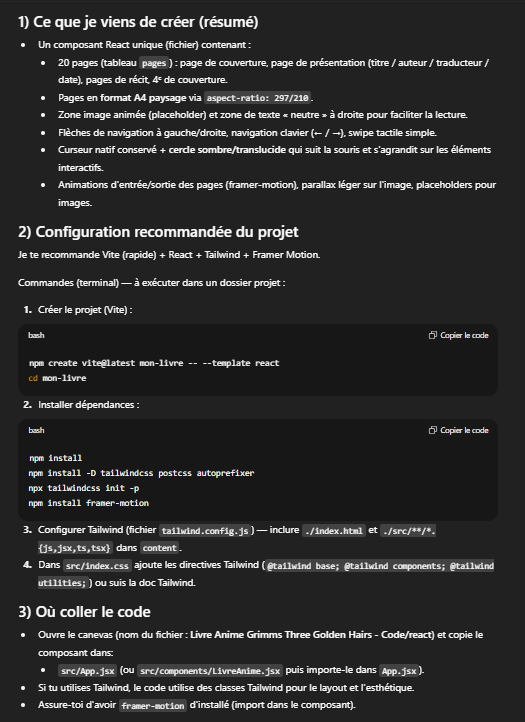 1) Ce que je viens de créer (résumé)
Un composant React unique (fichier) contenant :
20 pages (tableau pages) : page de couverture, page de présentation (titre / auteur / traducteur /
date), pages de récit, 4ᵉ de couverture.
Pages en format A4 paysage via aspect-ratio: 297/210.
Zone image animée (placeholder) et zone de texte « neutre » à droite pour faciliter la lecture.
Flèches de navigation à gauche/droite, navigation clavier (← / →), swipe tactile simple.
Curseur natif conservé + cercle sombre/translucide qui suit la souris et s'agrandit sur les éléments
interactifs.
Animations d'entrée/sortie des pages (framer-motion), parallax léger sur l'image, placeholders pour
images.
2) Configuration recommandée du projet
Je te recommande Vite (rapide) + React + Tailwind + Framer Motion.
Commandes (terminal) — à exécuter dans un dossier projet :
1. Créer le projet (Vite) :
bash
Copier le code
npm create vite@latest mon-livre -- --template react
cd mon-livre
2. Installer dépendances :
bash
Copier le code
npm install
npm install -D tailwindcss postcss autoprefixer
npx tailwindcss init -p
npm install framer-motion
3. Configurer Tailwind (fichier tailwind.config.js) — inclure ./index.html et ./src/**/*.
{js,jsx,ts,tsx} dans content.
4. Dans src/index.css ajoute les directives Tailwind (@tailwind base; @tailwind components; @tailwind
utilities;) ou suis la doc Tailwind.
3) Où coller le code
Ouvre le canevas (nom du fichier : Livre Anime Grimms Three Golden Hairs - Code/react) et copie le
composant dans:
src/App.jsx (ou src/components/LivreAnime.jsx puis importe-le dans App.jsx).
Si tu utilises Tailwind, le code utilise des classes Tailwind pour le layout et l'esthétique.
Assure-toi d'avoir framer-motion d'installé (import dans le composant).